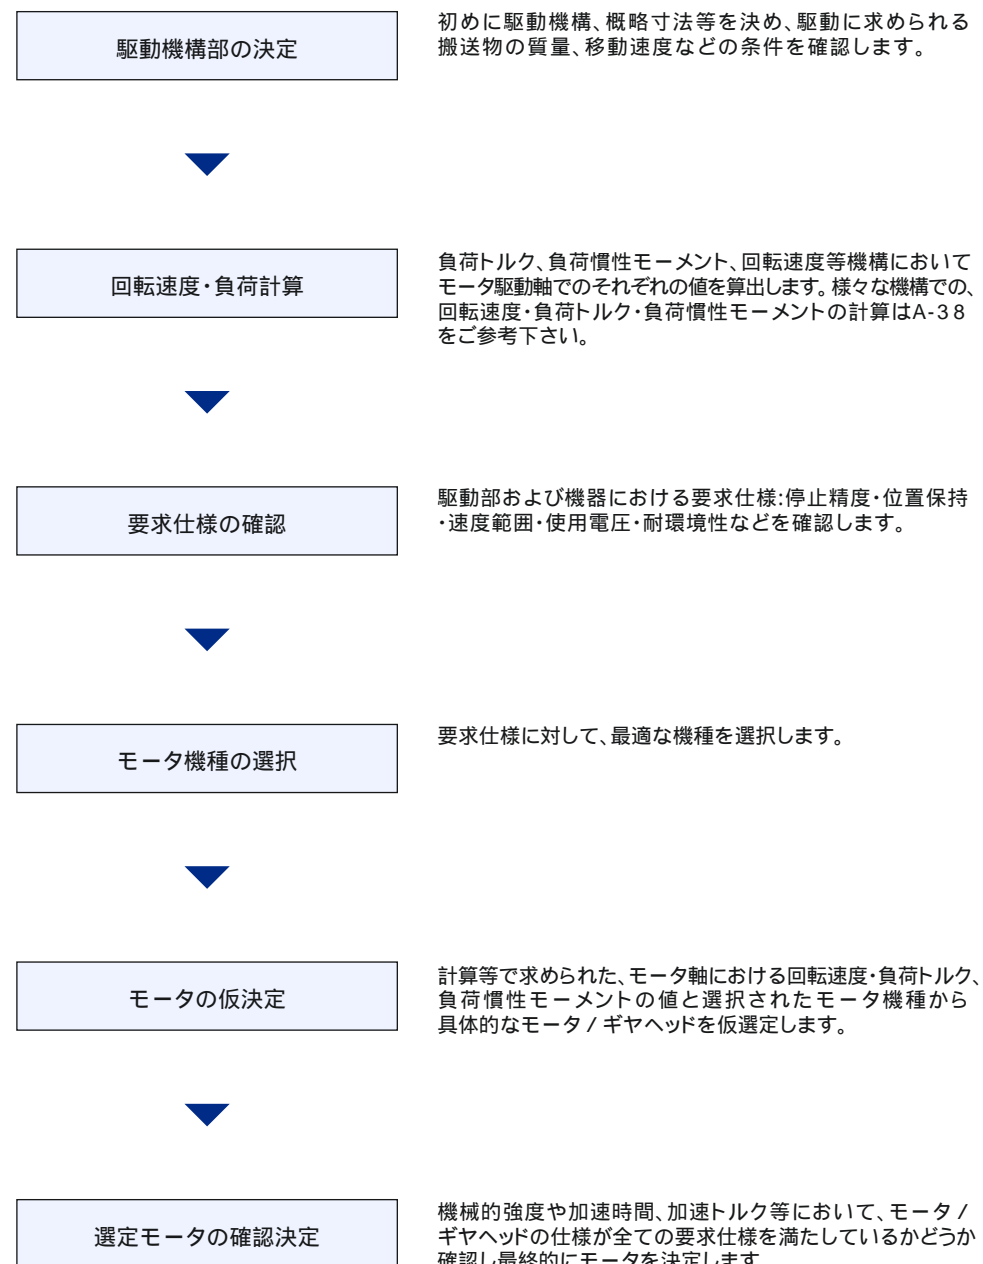 駆動機構部の決定
初めに駆動機構、概略寸法等を決め、駆動に求められる
搬送物の質量、移動速度などの条件を確認します。
回転速度・負荷計算
負荷トルク、負荷慣性モーメント、回転速度等機構において
モータ駆動軸でのそれぞれの値を算出します。様々な機構での、
回転速度・負荷トルク・負荷慣性モーメントの計算はA-38
をご参考下さい。
要求仕様の確認
駆動部および機器における要求仕様:停止精度・位置保持
・速度範囲・使用電圧・耐環境性などを確認します。
モータ機種の選択
要求仕様に対して、最適な機種を選択します。
モータの仮決定
計算等で求められた、モータ軸における回転速度・負荷トルク、
負荷慣性モーメントの値と選択されたモータ機種から
具体的なモータ/ギヤヘッドを仮選定します。
選定モータの確認決定
機械的強度や加速時間、加速トルク等において、モータ/
ギヤヘッドの仕様が全ての要求仕様を満たしているかどうか
確認し最終的にモータを決定します